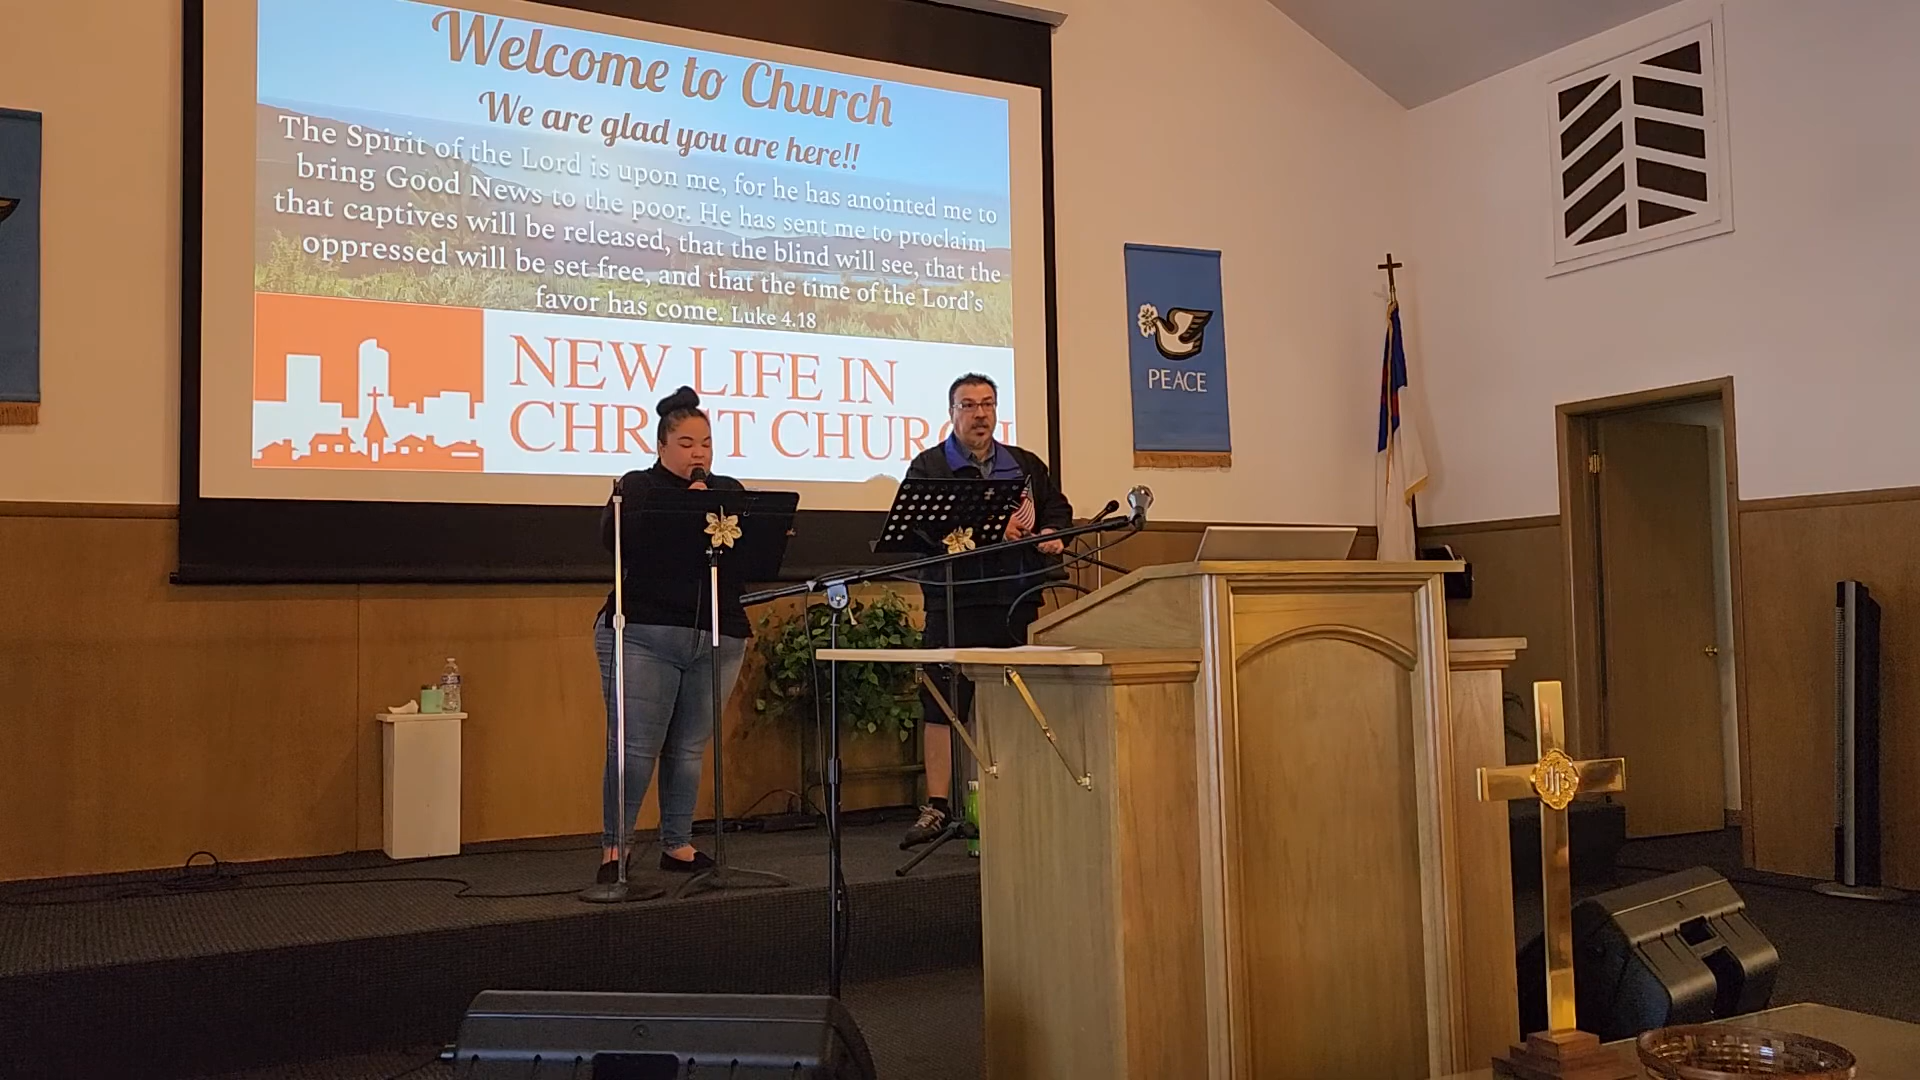 Welcome to Church
We are glad you are here!!
The Spirit of the Lord is upon me, for he has anointed me to
bring Good News to the poor. He has sent me to proclaim
that captives will be released, that the blind will see, that the
oppressed will be set free, and that the time of the Lord's
favor has come. Luke 4.18
NEW LIFE IN
CHR T CHURCH
PEACE